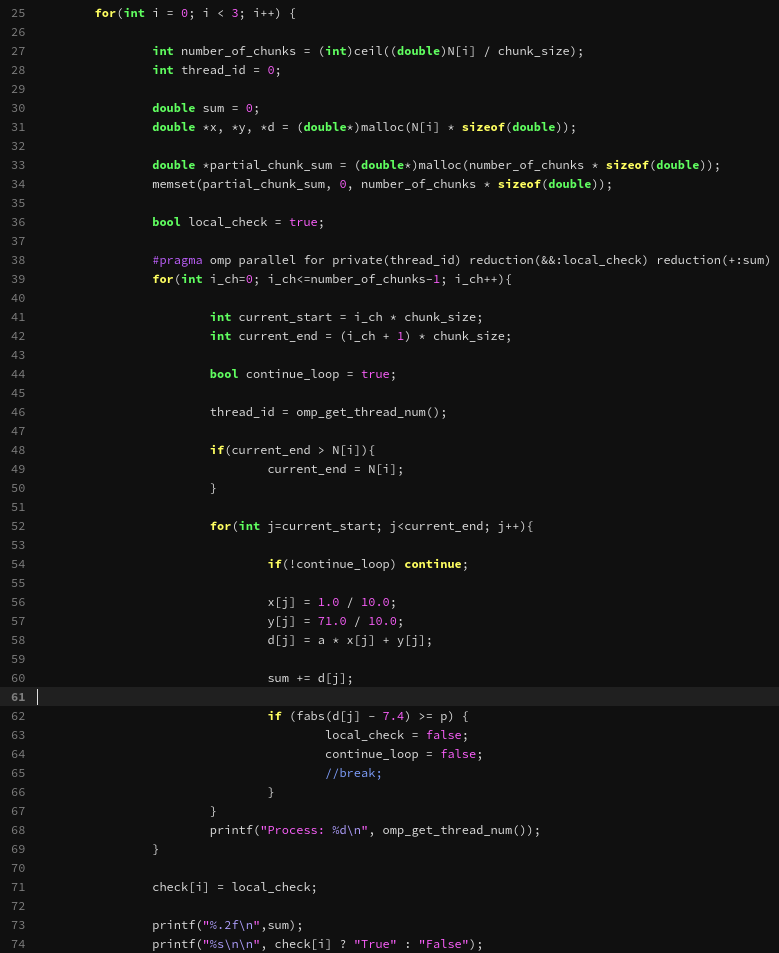 25 for(int i = 0; i < 3; i++) {
26
27 int number_of_chunks = (int)ceil((double)N[i] / chunk_size);
28 int thread_id = 0;
29
30 double sum = 0;
31 double *x, *y, *d = (double*)malloc(N[i] * sizeof(double));
32
33 double *partial_chunk_sum = (double*)malloc(number_of_chunks * sizeof(double));
34 memset(partial_chunk_sum, 0, number_of_chunks * sizeof(double));
35
36 bool local_check = true;
37
38 #pragma omp parallel for private(thread_id) reduction(&&:local_check) reduction(+:sum)
39 for(int i_ch=0; i_ch<=number_of_chunks-1; i_ch++){
40
41 int current_start = i_ch * chunk_size;
42 int current_end = (i_ch + 1) * chunk_size;
43
44 bool continue_loop = true;
45
46 thread_id = omp_get_thread_num();
47
48 if(current_end > N[i]){
49 current_end = N[i];
50 }
51
52 for(int j=current_start; j<current_end; j++){
53
54 if(!continue_loop) continue;
55
56 x[j] = 1.0 / 10.0;
57 y[j] = 71.0 / 10.0;
58 d[j] = a * x[j] + y[j];
59
60 sum += d[j];
61
62 if (fabs(d[j] - 7.4) >= p) {
63 local_check = false;
64 continue_loop = false;
65 //break;
66 }
67 }
68 printf("Process: %d\n", omp_get_thread_num());
69 }
70
71 check[i] = local_check;
72
73 printf("%.2f\n",sum);
74 printf("%s\n\n", check[i] ? "True" : "False");